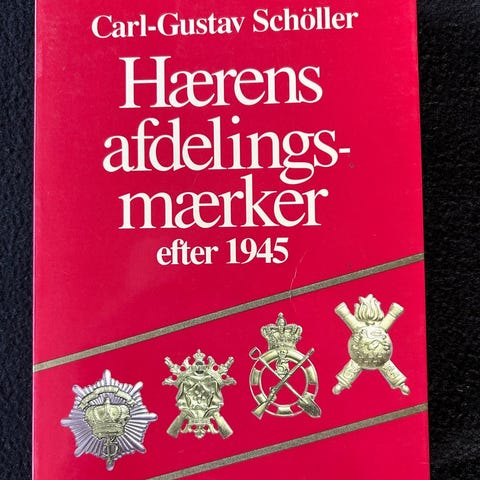 Carl-Gustav Schöller
Hærens
afdelings-
mærker
efter 1945